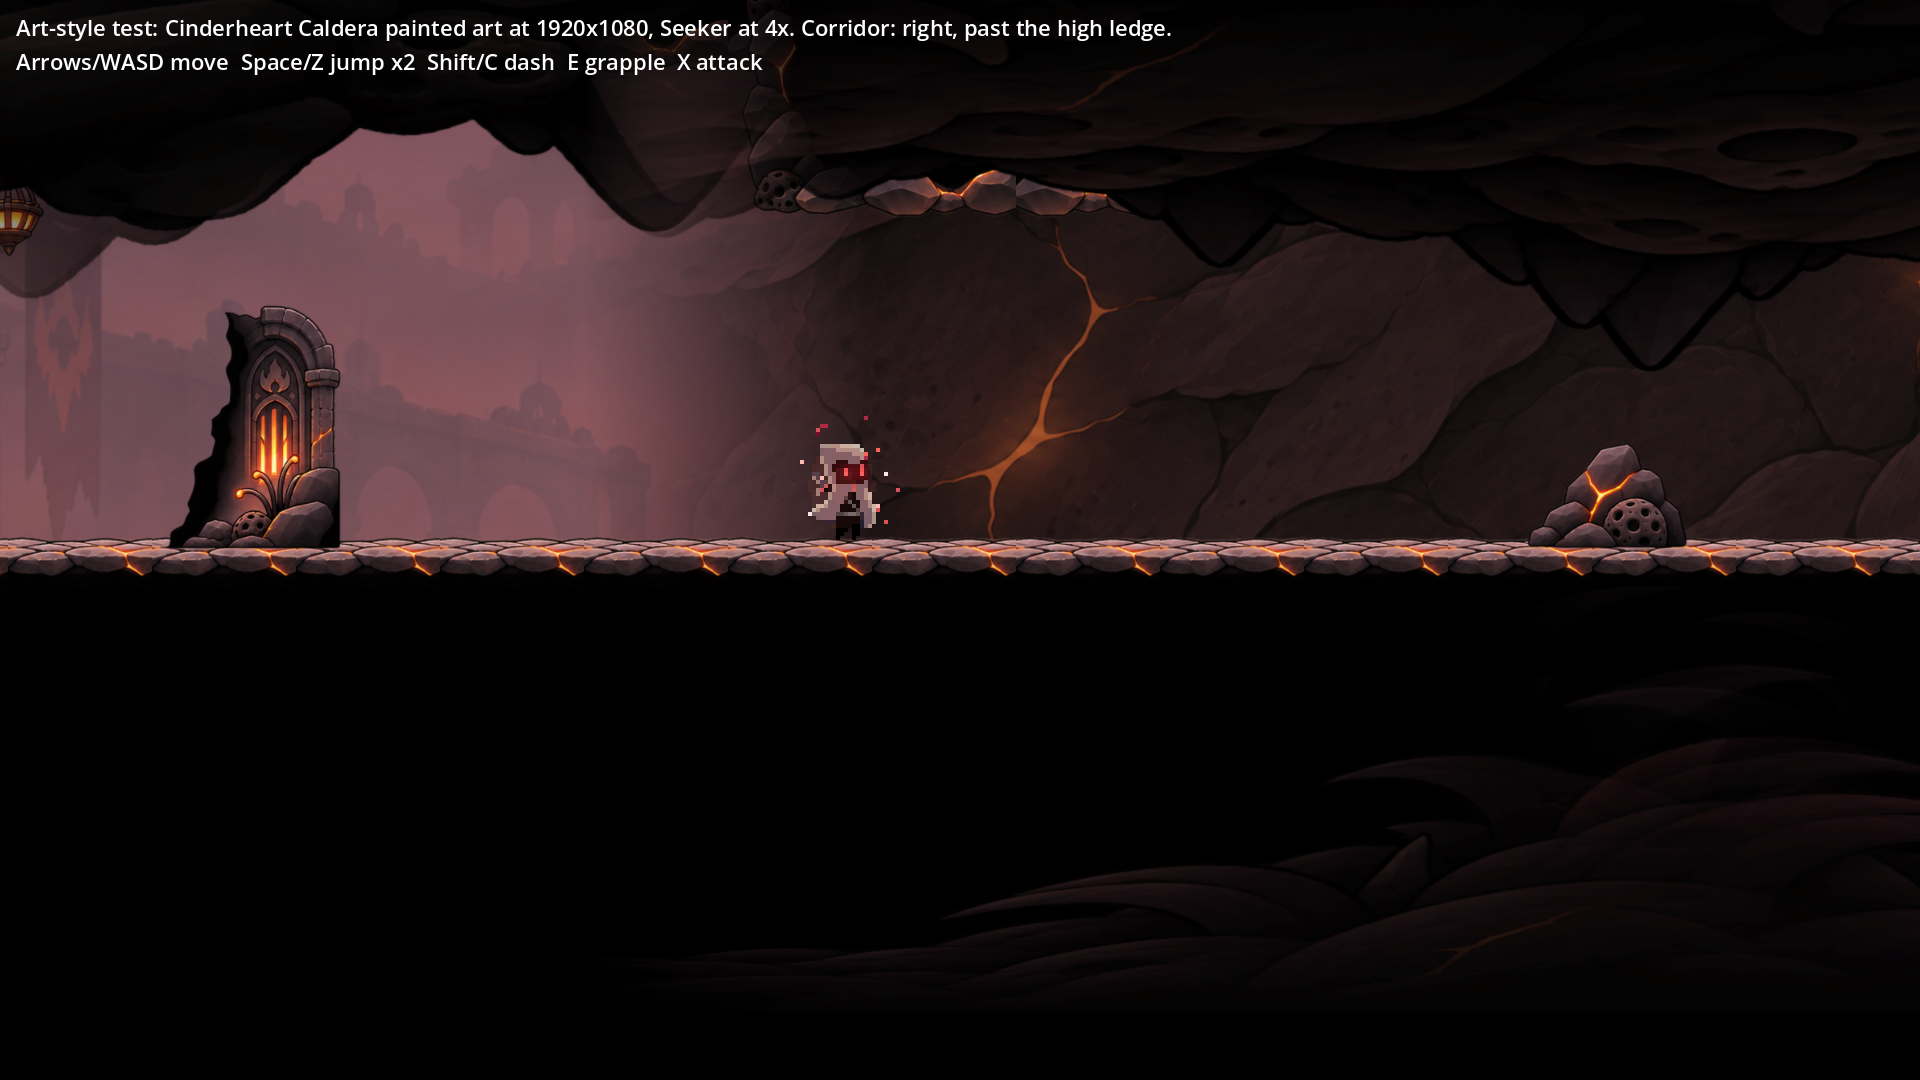 Art-style test: Cinderheart Caldera painted art at 1920x1080, Seeker at 4x. Corridor: right, past the high ledge.
Arrows/WASD move  Space/Z jump x2  Shift/C dash  E grapple  X attack